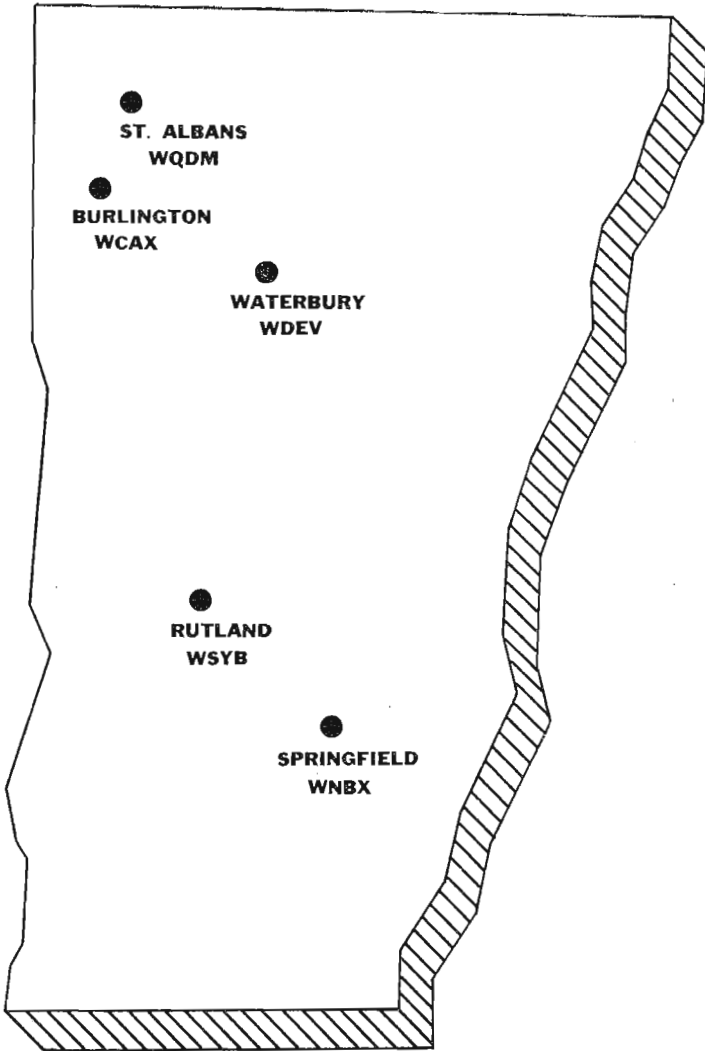 ST. ALBANS
WQDM
BURLINGTON
WCAX
WATERBURY
WDEV
RUTLAND
WSYB
SPRINGFIELD
WNBX